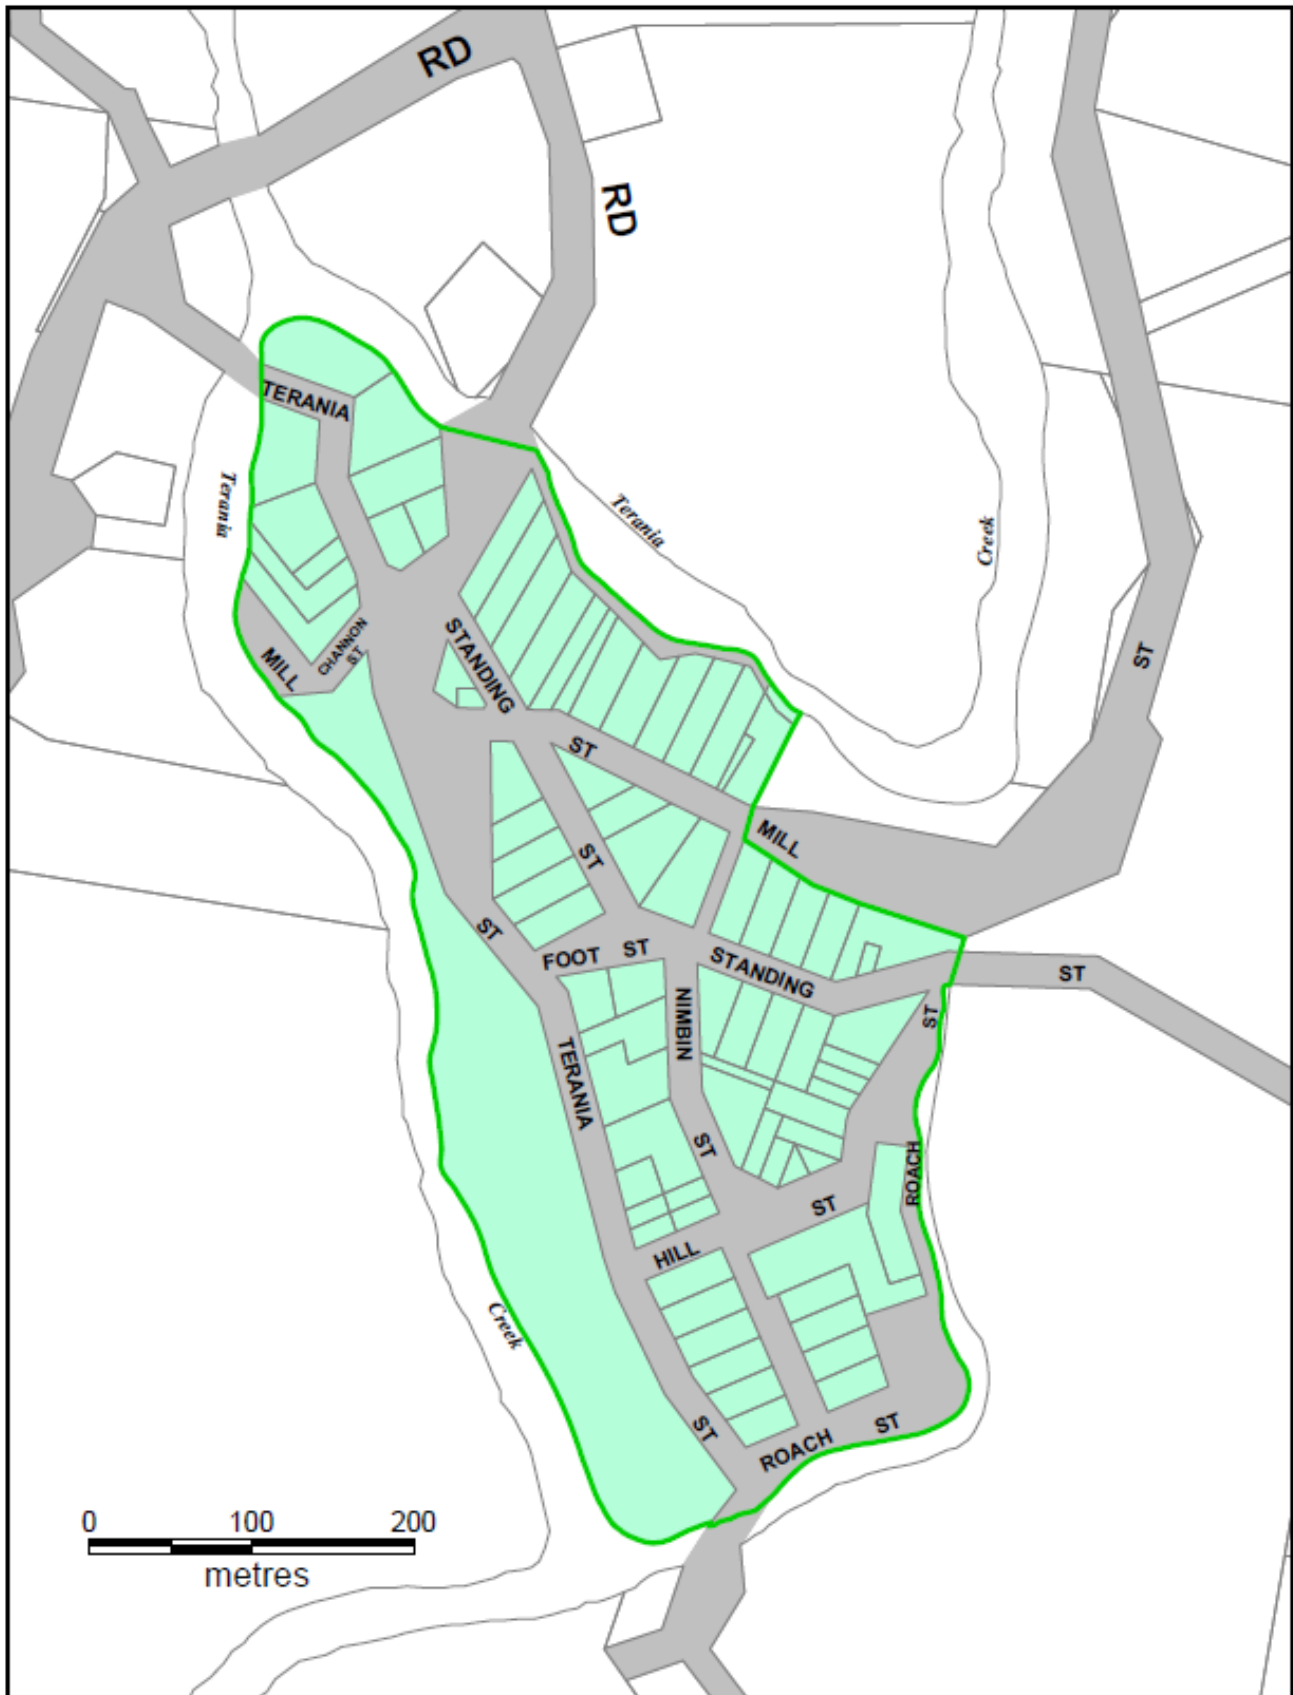 RD
RD
TERANIA
Terania
Terania
Creek
STANDING
CHANNON
ST
MILL
ST
ST
MILL
ST
ST
ST
FOOT ST
STANDING
ST
NIMBIN
ST
TERANIA
ST
ROACH
ST
HILL
Creek
ST
ST
ROACH
0 100 200
metres